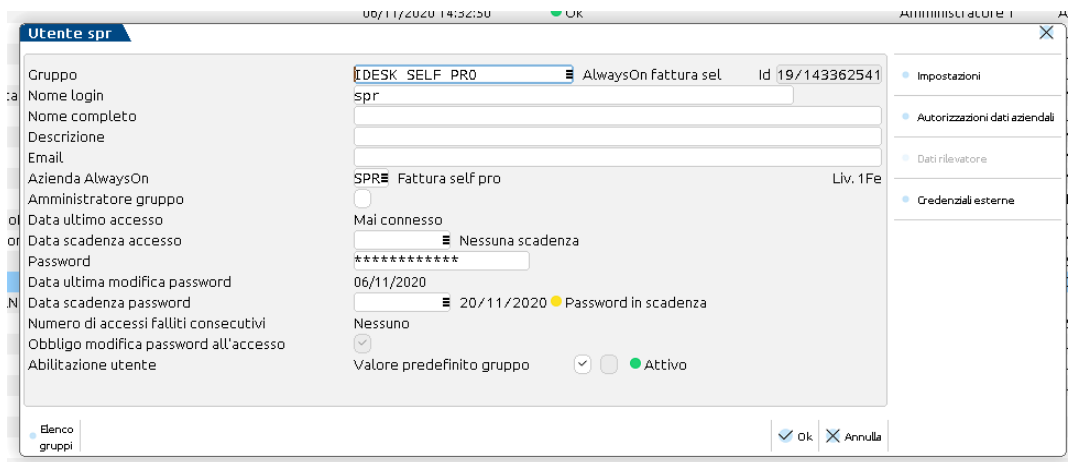 06/11/2020 14:32:50 Ok Amministratore T
Utente spr
Gruppo IDESK SELF PRO AlwaysOn fattura sel Id 19/143362541
Nome login spr
Nome completo
Descrizione
Email
Azienda AlwaysOn SPR Fattura self pro Liv. 1Fe
Amministratore gruppo
Data ultimo accesso Mai connesso
Data scadenza accesso Nessuna scadenza
Password ************
Data ultima modifica password 06/11/2020
Data scadenza password 20/11/2020 Password in scadenza
Numero di accessi falliti consecutivi Nessuno
Obbligo modifica password all'accesso
Abilitazione utente Valore predefinito gruppo Attivo
Impostazioni
Autorizzazioni dati aziendali
Dati rilevatore
Credenziali esterne
Elenco
gruppi
Ok Annulla